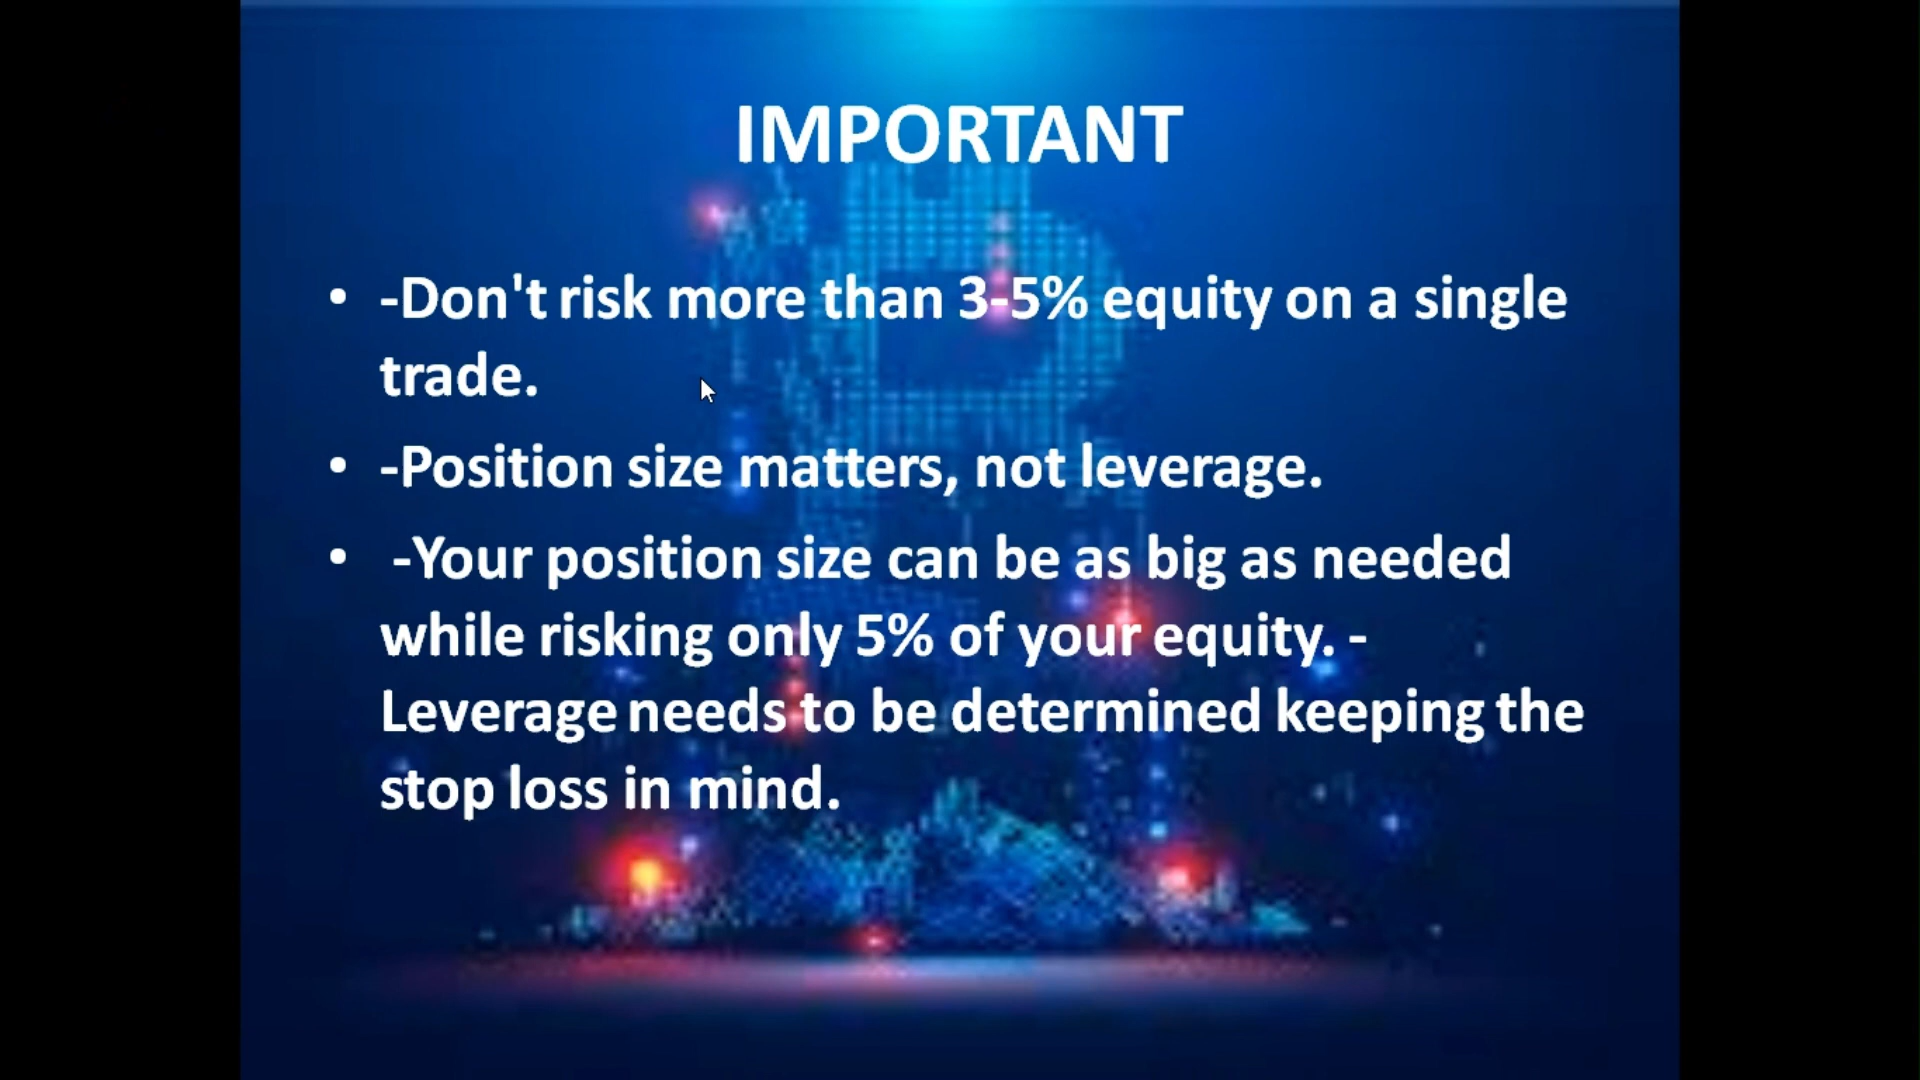 IMPORTANT
• -Don't risk more than 3-5% equity on a single
trade.
• -Position size matters, not leverage.
• -Your position size can be as big as needed
while risking only 5% of your equity. -
Leverage needs to be determined keeping the
stop loss in mind.